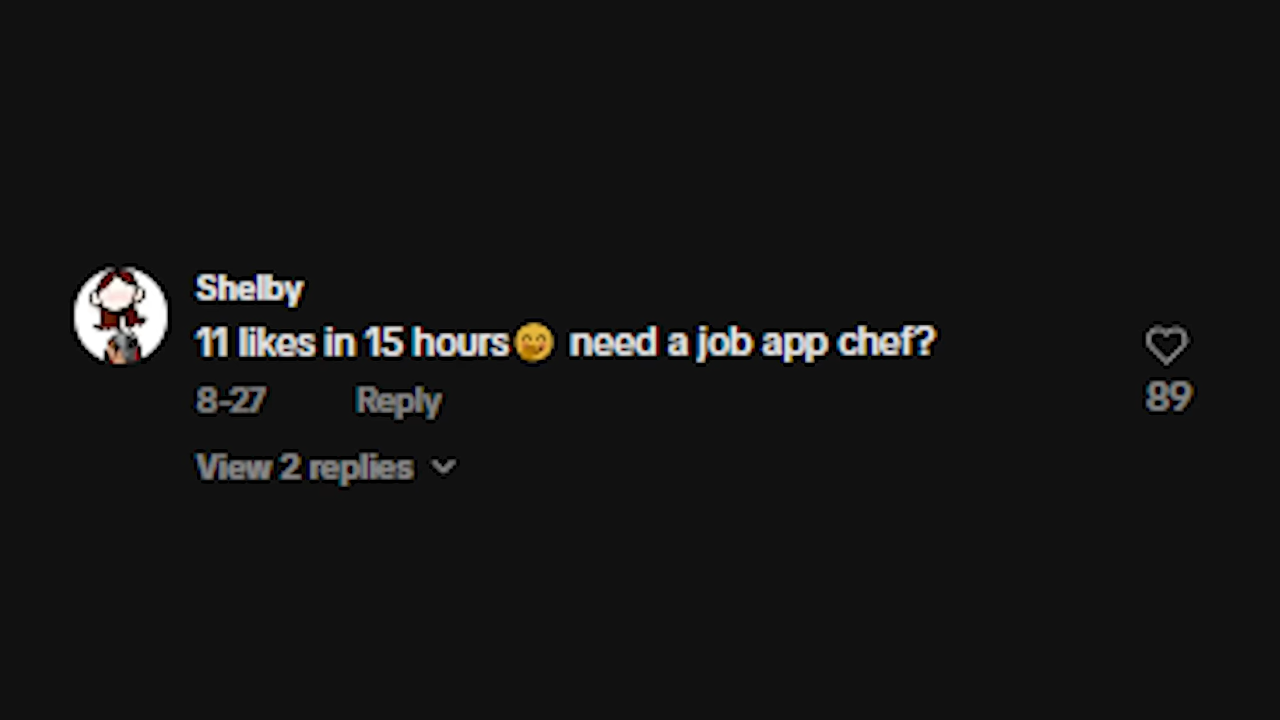 Shelby
11 likes in 15 hours😊 need a job app chef?
89
8-27 Reply
View 2 replies